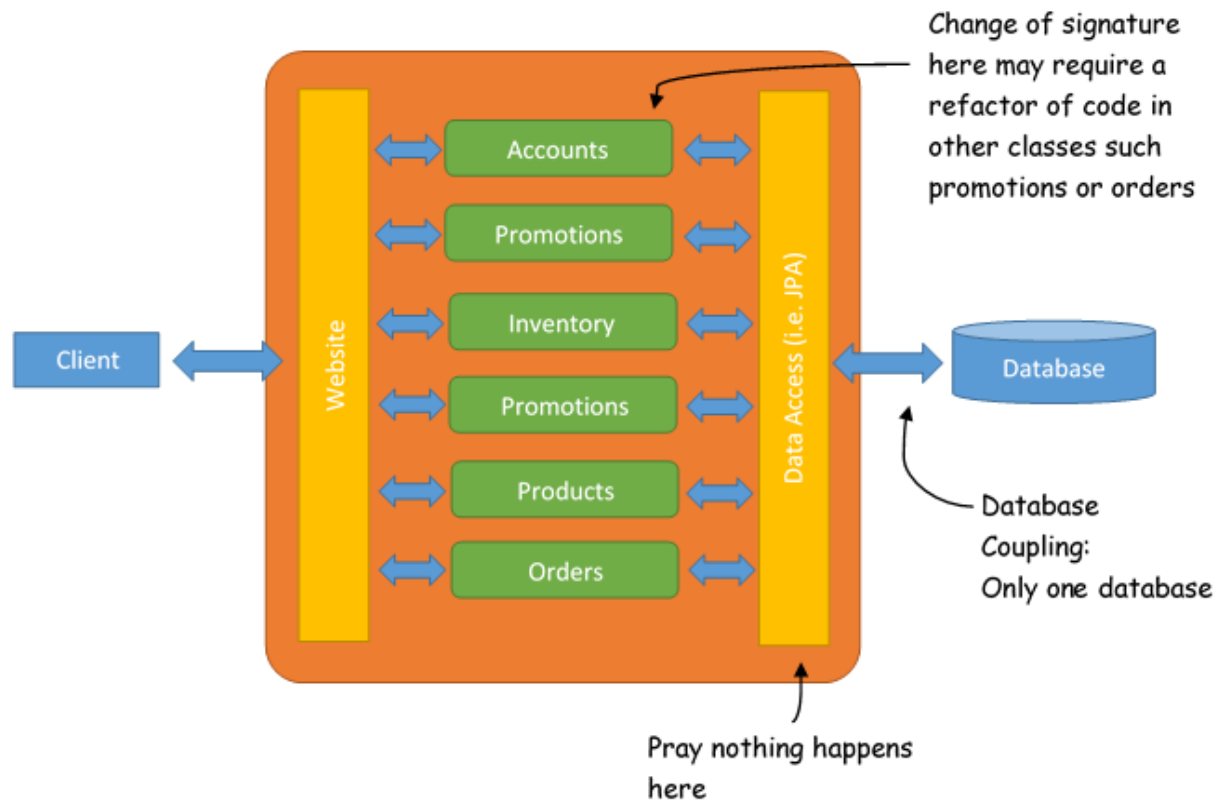 Change of signature
here may require a
refactor of code in
other classes such
promotions or orders
Accounts
Promotions
Inventory
Promotions
Products
Orders
Client
Website
Data Access (i.e. JPA)
Database
Database
Coupling:
Only one database
Pray nothing happens
here